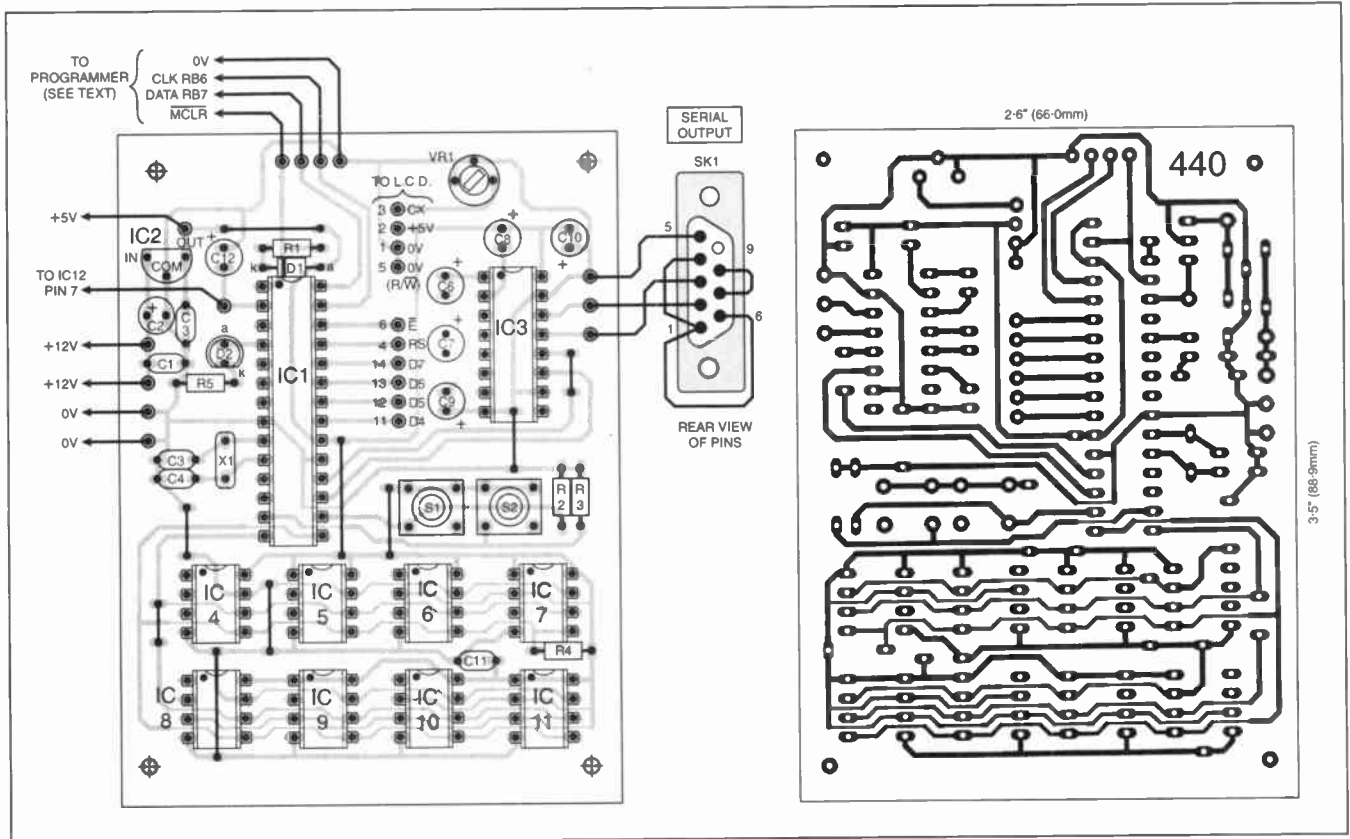 TO
PROGRAMMER
(SEE TEXT)
0V
CLK RB6
DATA RB7
MCLR
+5V
TO IC12
PIN 7
+12V
+12V
0V
0V
IC2
OUT
IN
COM
+
C12
R1
k D1 a
+
C2
C
3
C1
a
D2
k
R5
C3
C4
X1
IC1
VR1
TO L.C.D.
3 CX
2 +5V
1 0V
5 0V
(R/W)
6 E
4 RS
14 D7
13 D6
12 D5
11 D4
+
C8
C10
+
+
C6
+
C7
C9
+
IC3
S1
S2
R
2
R
3
IC
4
IC
5
IC
6
IC
7
R4
C11
IC
8
IC
9
IC
10
IC
11
SERIAL
OUTPUT
SK1
5
9
1
6
REAR VIEW
OF PINS
2·6" (66·0mm)
440
3·5" (88·9mm)